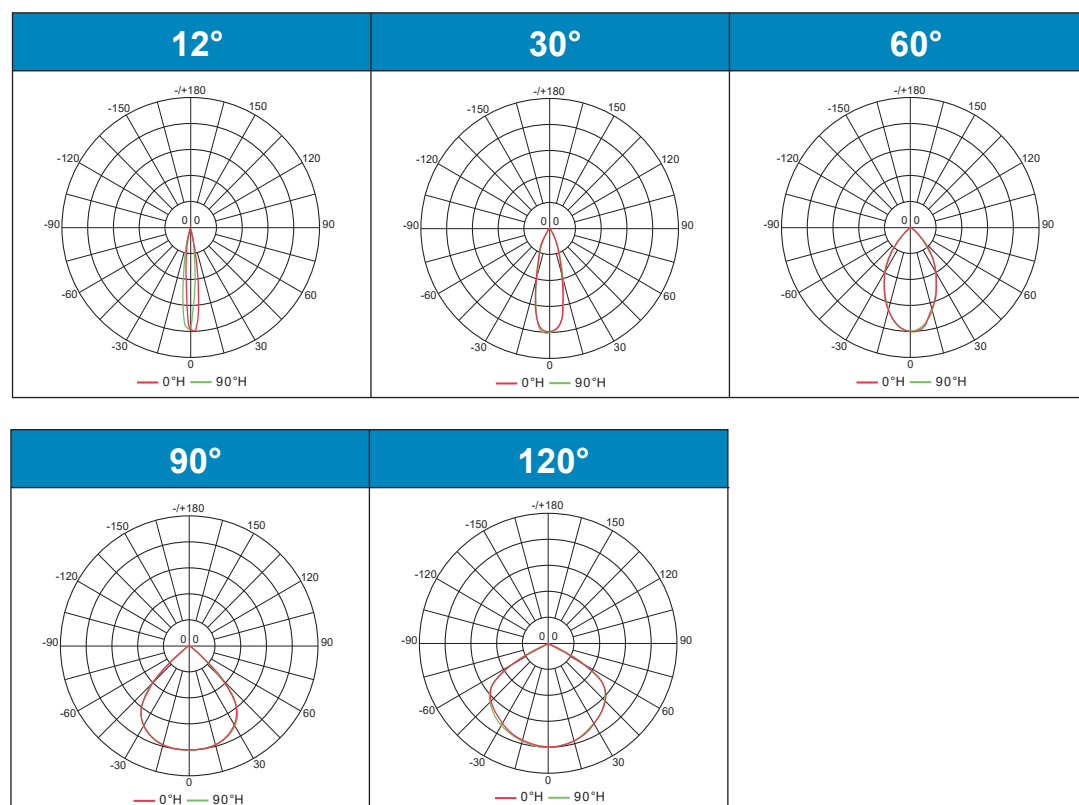 12° 30° 60°
-/+180 -/+180 -/+180
-150 150 -150 150 -150 150
-120 120 -120 120 -120 120
-90 0 0 90 -90 0 0 90 -90 0 0 90
-60 60 -60 60 -60 60
-30 30 -30 30 -30 30
0 0 0
0°H 90°H 0°H 90°H 0°H 90°H
90° 120°
-/+180 -/+180
-150 150 -150 150
-120 120 -120 120
-90 0 0 90 -90 0 0 90
-60 60 -60 60
-30 30 -30 30
0 0
0°H 90°H 0°H 90°H